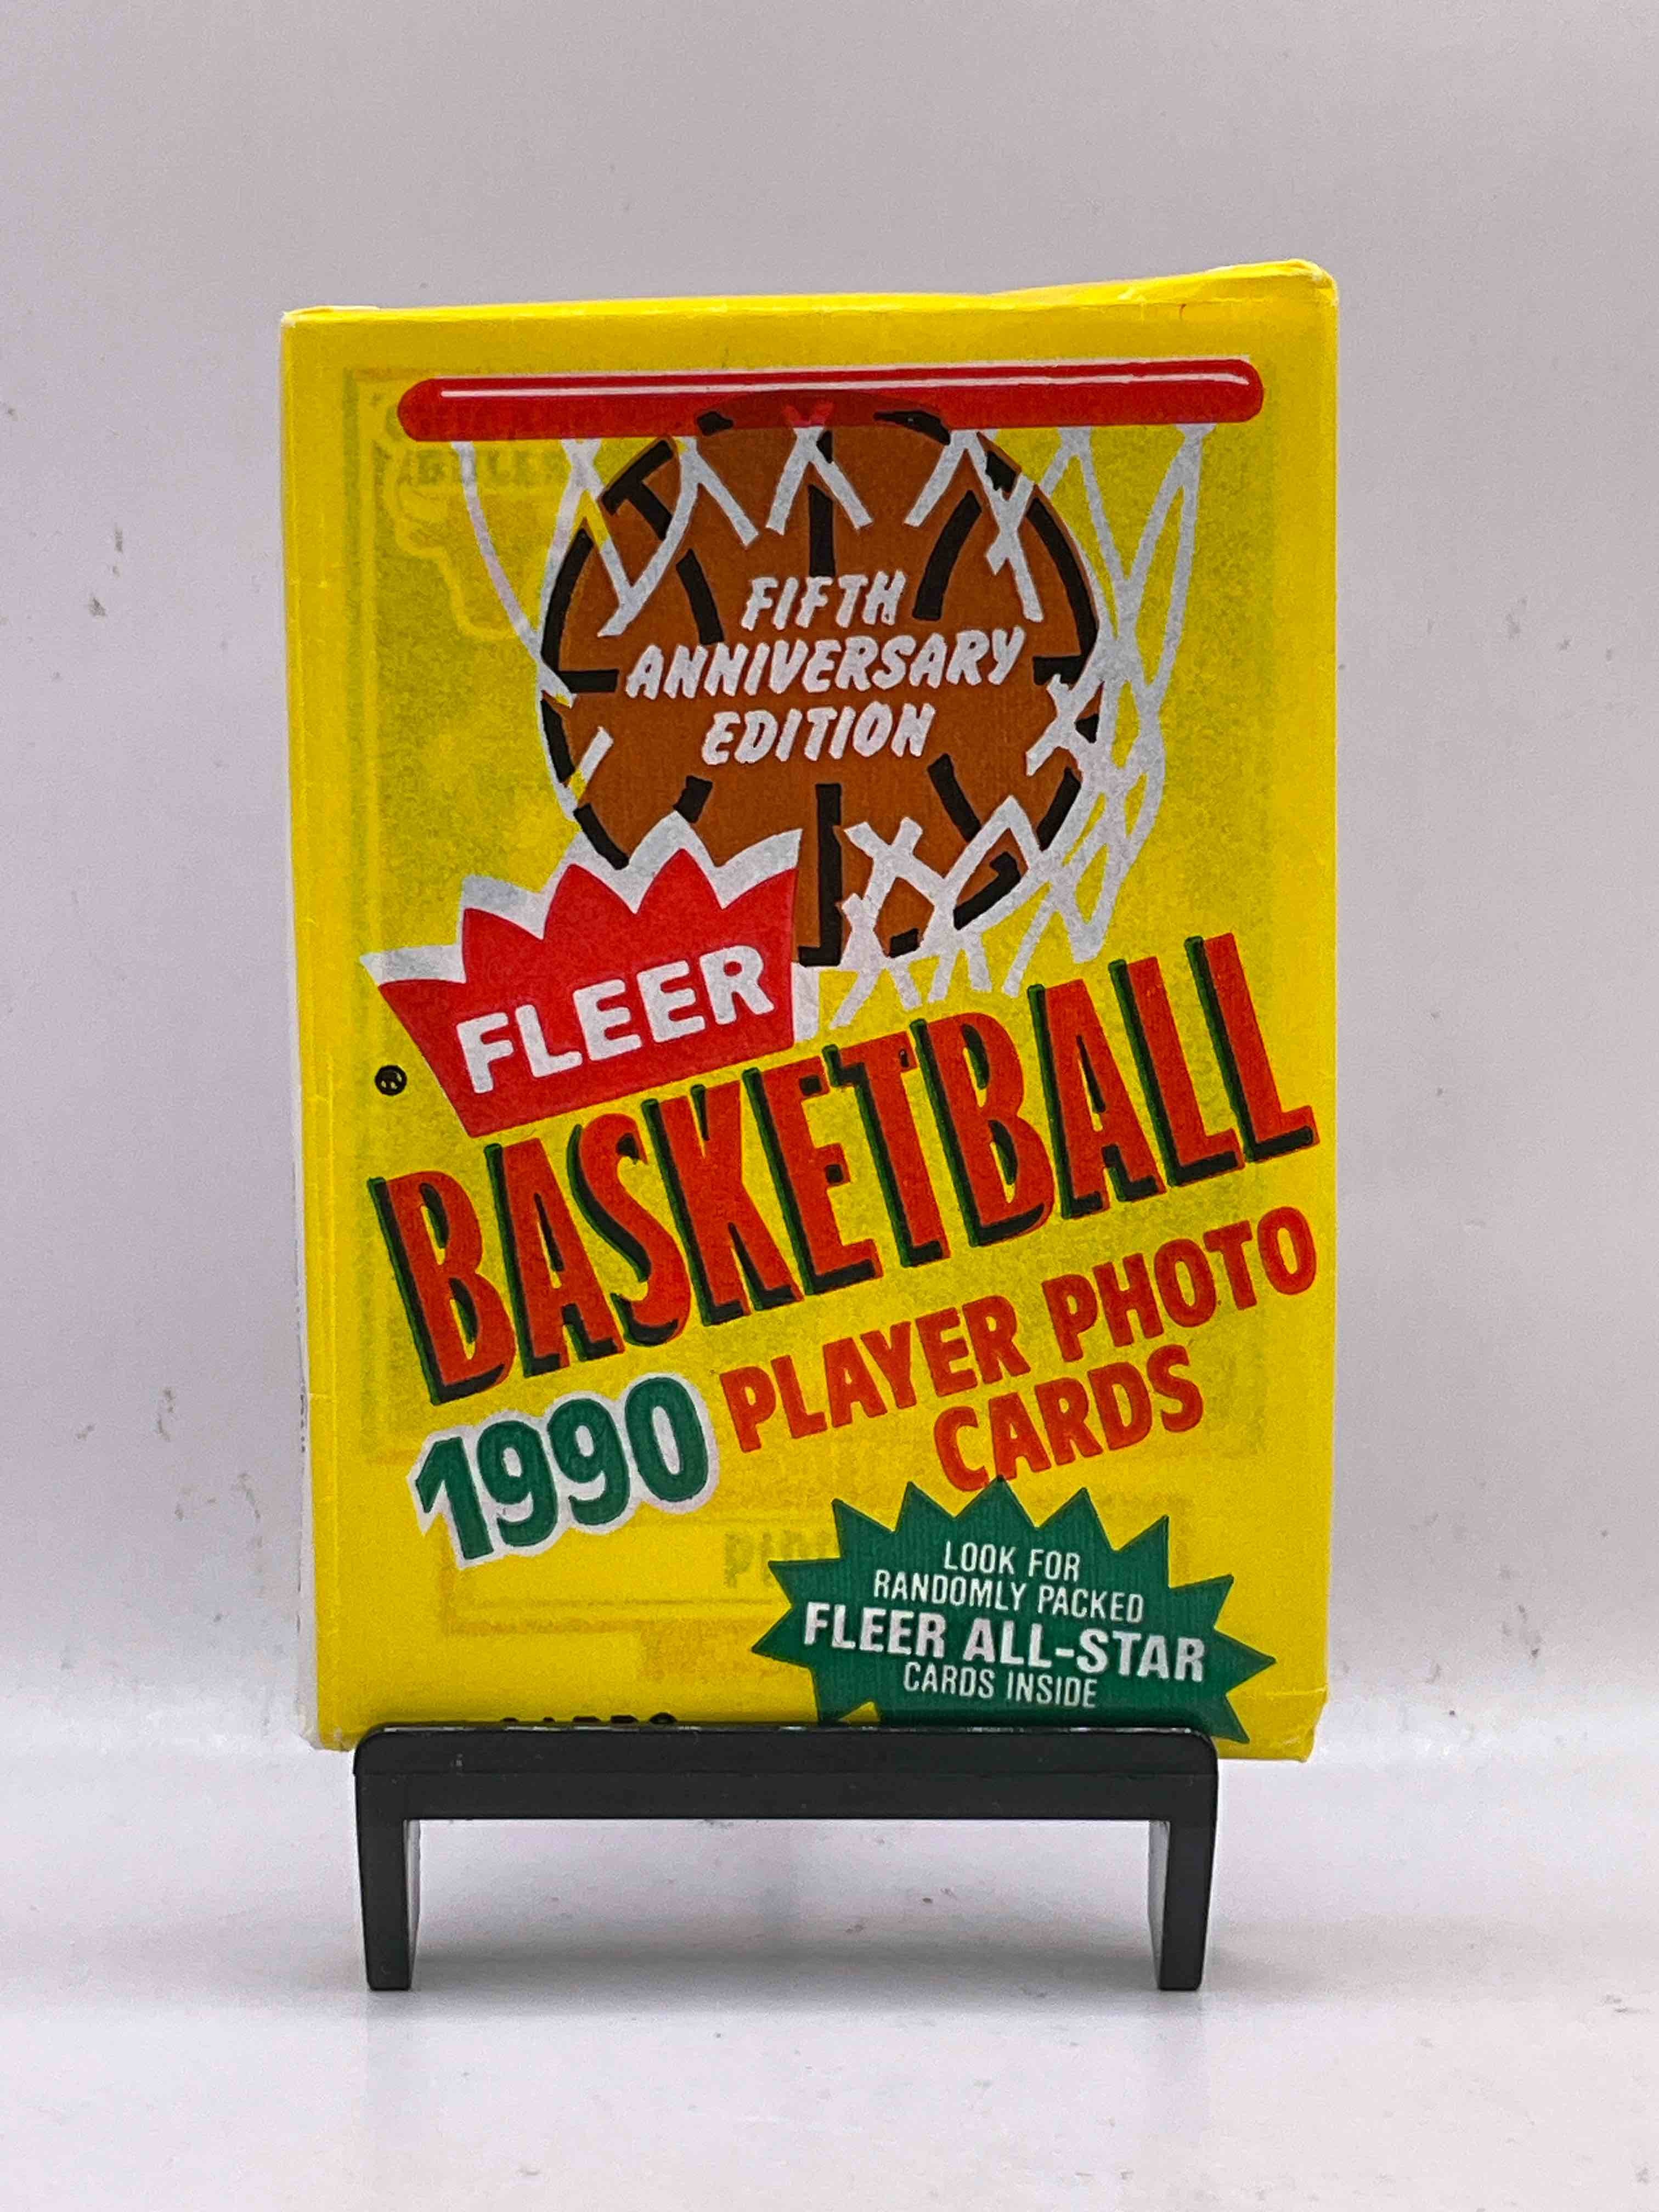 FIFTH
ANNIVERSARY
EDITION
FLEER
®
BASKETBALL
1990 PLAYER PHOTO
CARDS
LOOK FOR
RANDOMLY PACKED
FLEER ALL-STAR
CARDS INSIDE